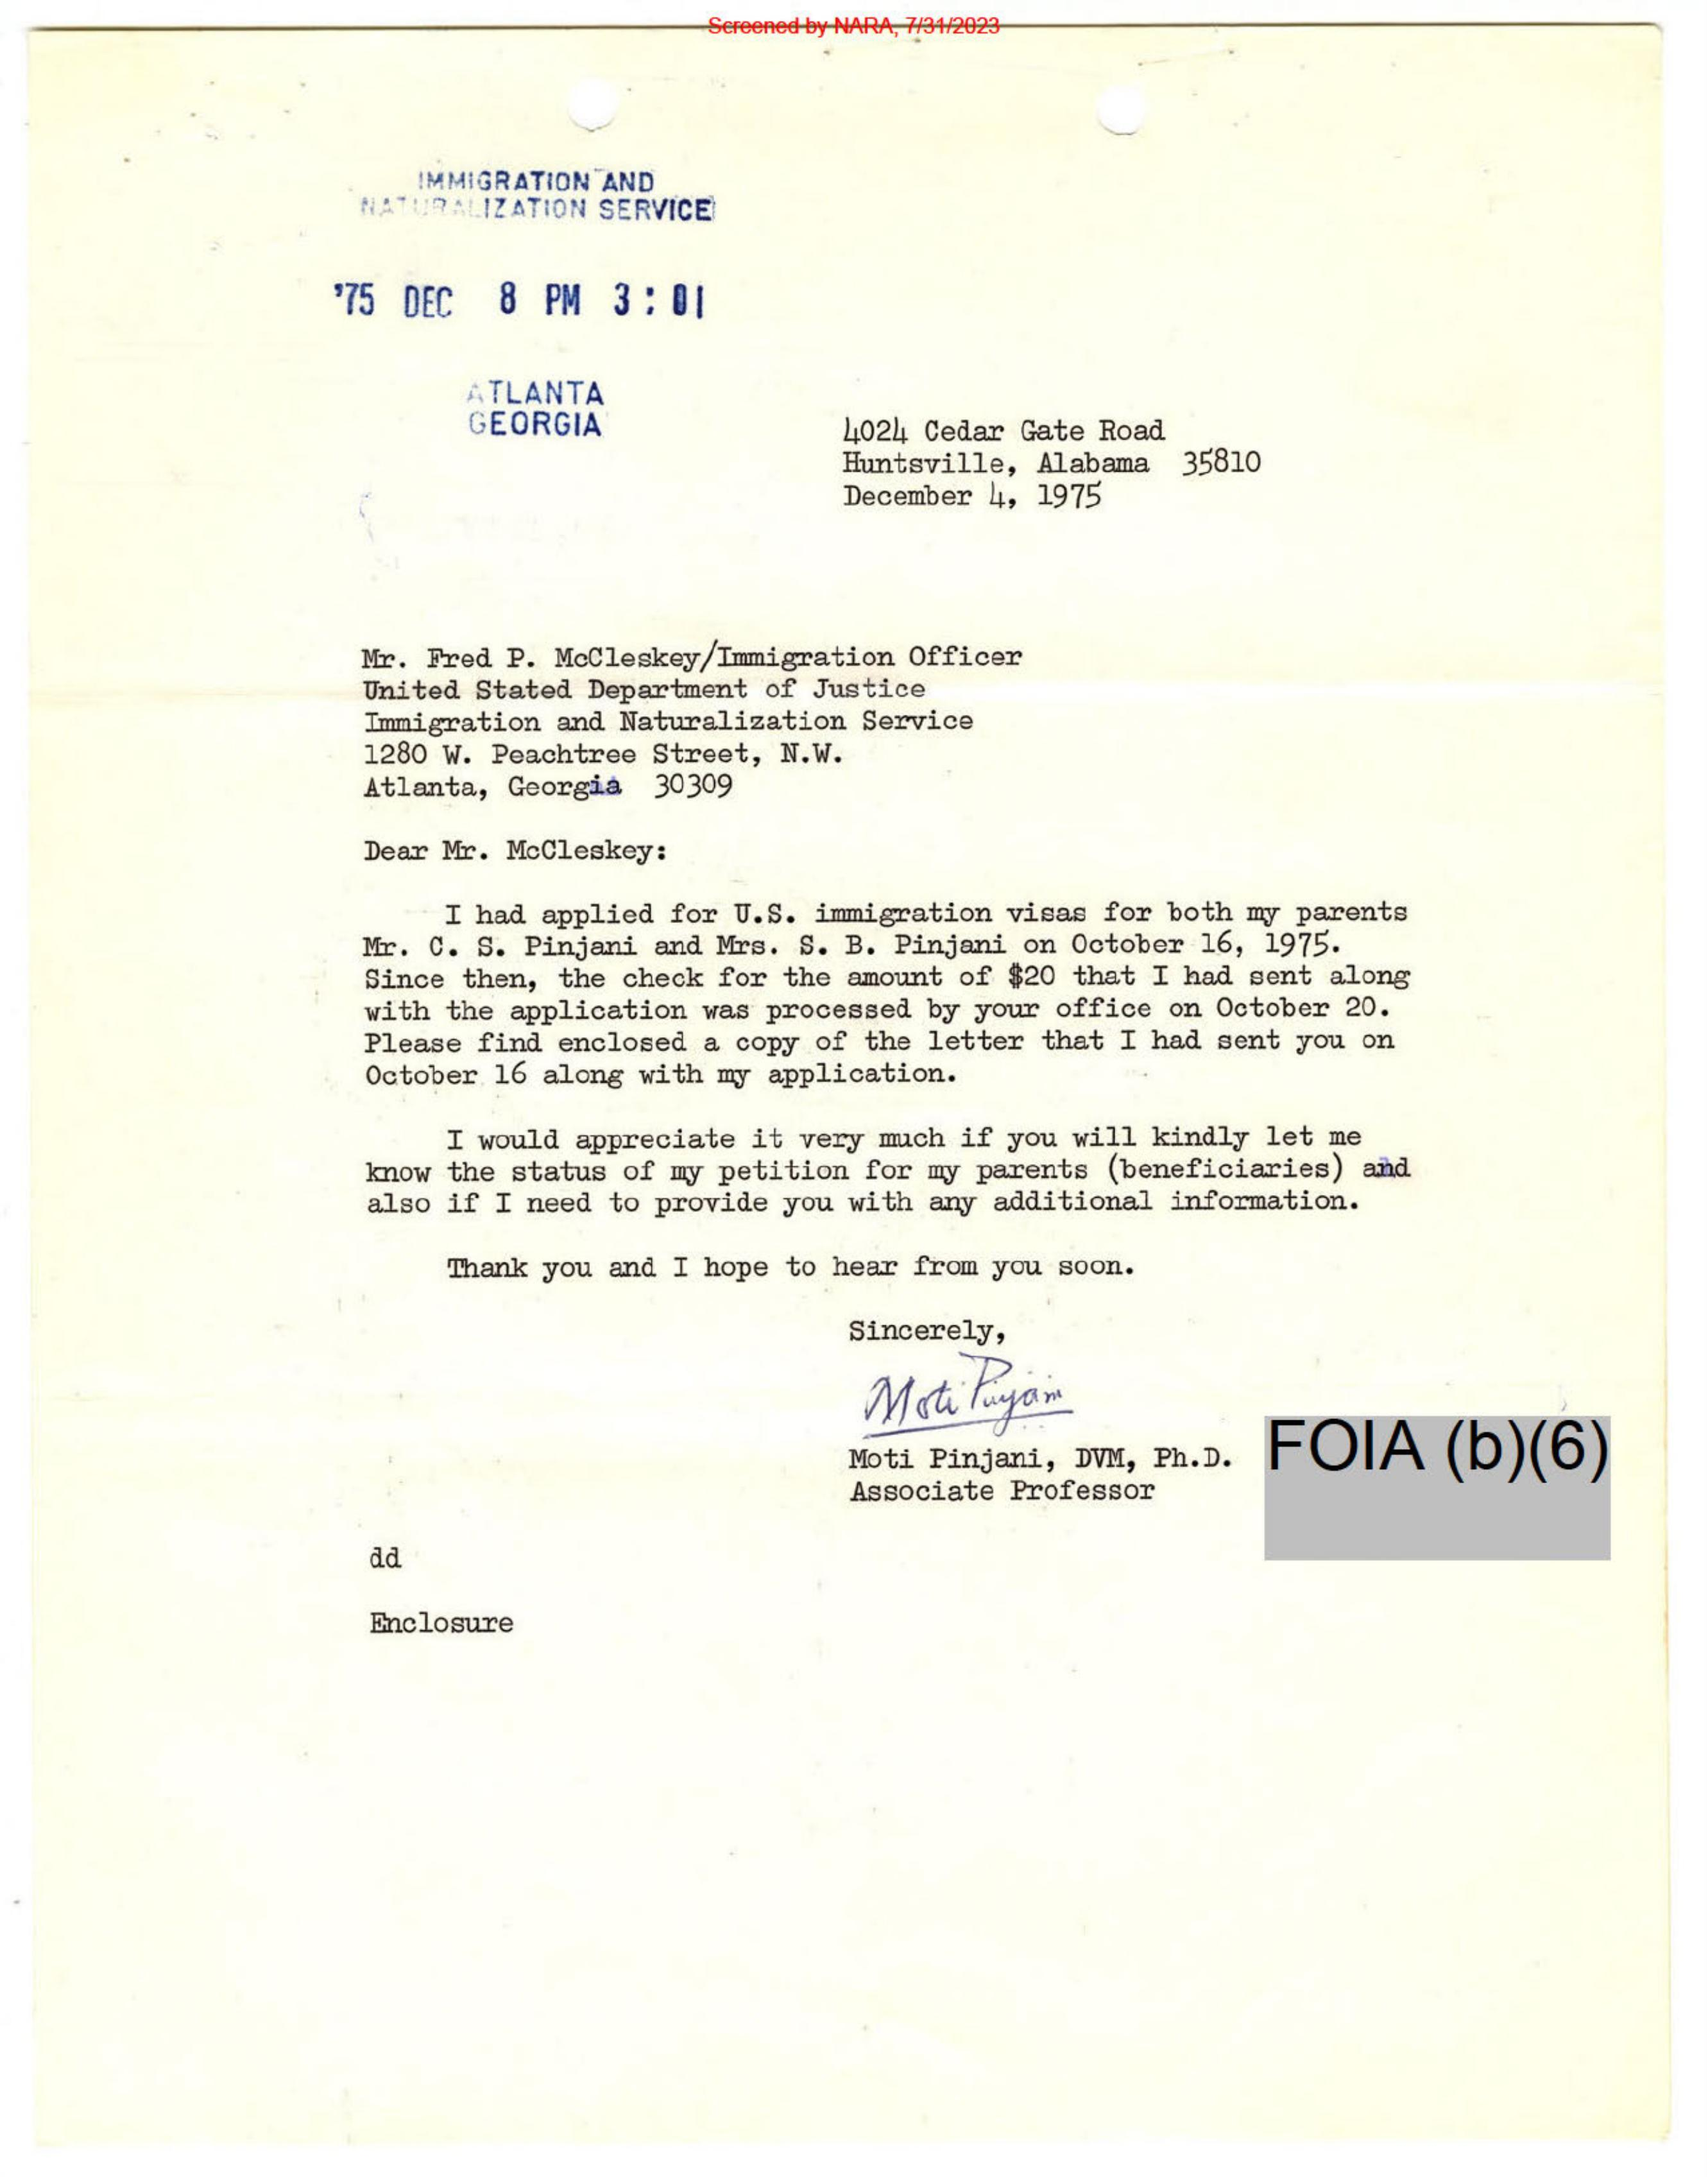 Screened by NARA, 7/31/2023
IMMIGRATION AND
NATURALIZATION SERVICE
'75 DEC 8 PM 3:01
ATLANTA
GEORGIA
4024 Cedar Gate Road
Huntsville, Alabama 35810
December 4, 1975
Mr. Fred P. McCleskey/Immigration Officer
United Stated Department of Justice
Immigration and Naturalization Service
1280 W. Peachtree Street, N.W.
Atlanta, Georgia 30309
Dear Mr. McCleskey:
I had applied for U.S. immigration visas for both my parents
Mr. C. S. Pinjani and Mrs. S. B. Pinjani on October 16, 1975.
Since then, the check for the amount of $20 that I had sent along
with the application was processed by your office on October 20.
Please find enclosed a copy of the letter that I had sent you on
October 16 along with my application.
I would appreciate it very much if you will kindly let me
know the status of my petition for my parents (beneficiaries) and
also if I need to provide you with any additional information.
Thank you and I hope to hear from you soon.
Sincerely,
Moti Pinjani
Moti Pinjani, DVM, Ph.D.
Associate Professor
FOIA (b)(6)
dd
Enclosure